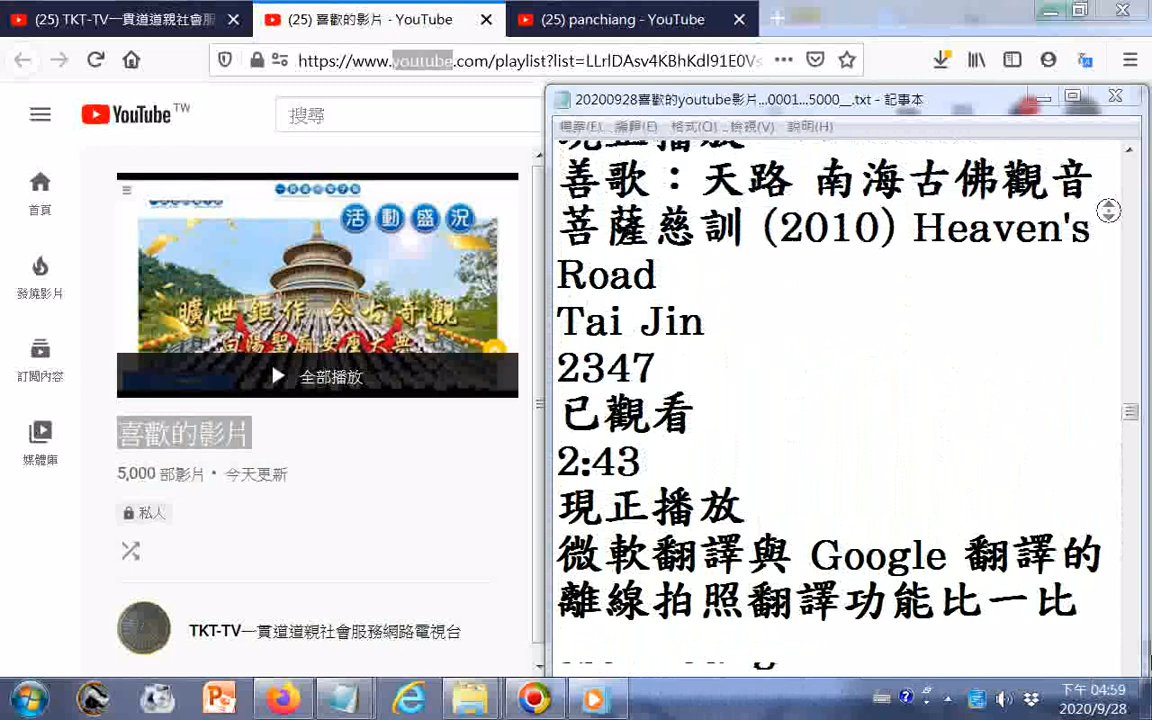 (25) TKT-TV一貫道道親社會服
(25) 喜歡的影片 - YouTube
(25) panchiang - YouTube
https://www.youtube.com/playlist?list=LLrlDAsv4KBhKdl91E0Vs
YouTube TW
搜尋
首頁
發燒影片
訂閱內容
媒體庫
活動盛況
曠世鉅作 今古奇觀
全部播放
喜歡的影片
5,000 部影片・今天更新
私人
TKT-TV一貫道道親社會服務網路電視台
20200928喜歡的youtube影片...0001...5000__.txt - 記事本
檔案(F) 編輯(E) 格式(O) 檢視(V) 說明(H)
現正播放
善歌：天路 南海古佛觀音
菩薩慈訓 (2010) Heaven's
Road
Tai Jin
2347
已觀看
2:43
現正播放
微軟翻譯與 Google 翻譯的
離線拍照翻譯功能比一比
下午 04:59
2020/9/28